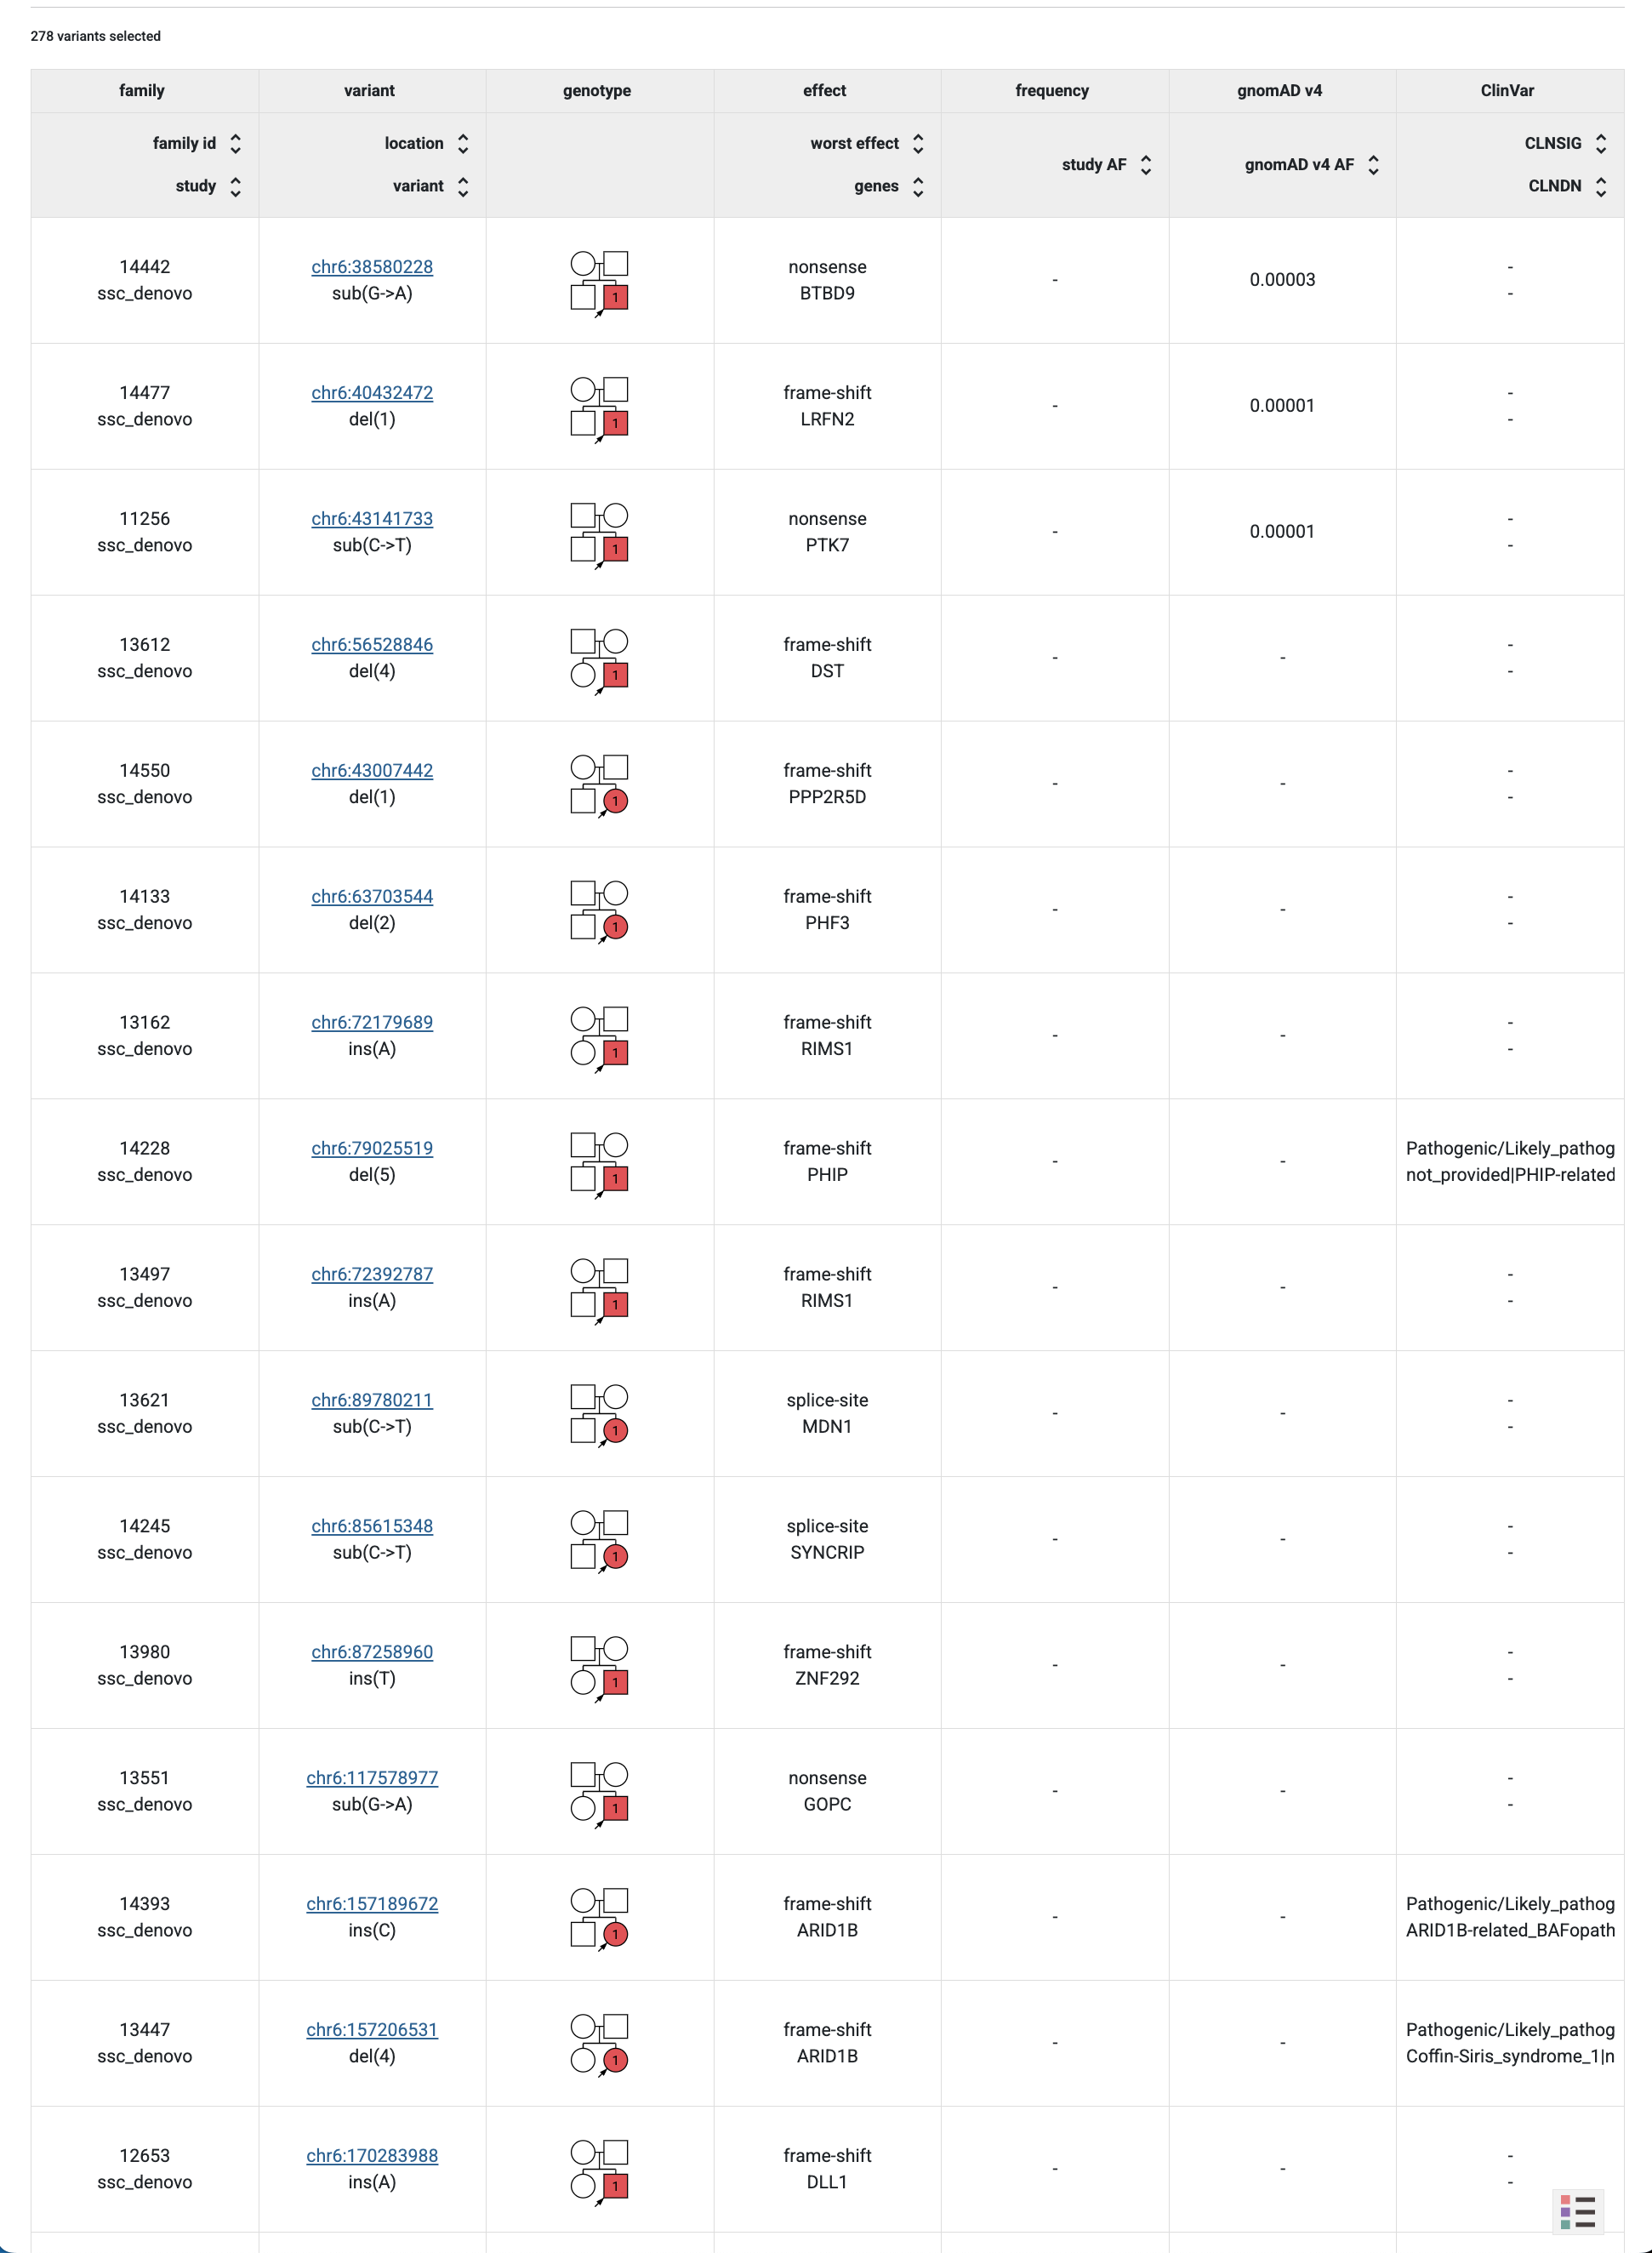 278 variants selected
family variant genotype effect frequency gnomAD v4 ClinVar
family id location worst effect study AF gnomAD v4 AF CLNSIG
study variant genes CLNDN
14442 chr6:38580228 nonsense - 0.00003 -
ssc_denovo sub(G->A) 1 BTBD9 -
14477 chr6:40432472 frame-shift - 0.00001 -
ssc_denovo del(1) 1 LRFN2 -
11256 chr6:43141733 nonsense - 0.00001 -
ssc_denovo sub(C->T) 1 PTK7 -
13612 chr6:56528846 frame-shift - - -
ssc_denovo del(4) 1 DST -
14550 chr6:43007442 frame-shift - - -
ssc_denovo del(1) 1 PPP2R5D -
14133 chr6:63703544 frame-shift - - -
ssc_denovo del(2) 1 PHF3 -
13162 chr6:72179689 frame-shift - - -
ssc_denovo ins(A) 1 RIMS1 -
14228 chr6:79025519 frame-shift - - Pathogenic/Likely_pathog
ssc_denovo del(5) 1 PHIP not_provided|PHIP-related
13497 chr6:72392787 frame-shift - - -
ssc_denovo ins(A) 1 RIMS1 -
13621 chr6:89780211 splice-site - - -
ssc_denovo sub(C->T) 1 MDN1 -
14245 chr6:85615348 splice-site - - -
ssc_denovo sub(C->T) 1 SYNCRIP -
13980 chr6:87258960 frame-shift - - -
ssc_denovo ins(T) 1 ZNF292 -
13551 chr6:117578977 nonsense - - -
ssc_denovo sub(G->A) 1 GOPC -
14393 chr6:157189672 frame-shift - - Pathogenic/Likely_pathog
ssc_denovo ins(C) 1 ARID1B ARID1B-related_BAFopath
13447 chr6:157206531 frame-shift - - Pathogenic/Likely_pathog
ssc_denovo del(4) 1 ARID1B Coffin-Siris_syndrome_1|n
12653 chr6:170283988 frame-shift - - -
ssc_denovo ins(A) 1 DLL1 -